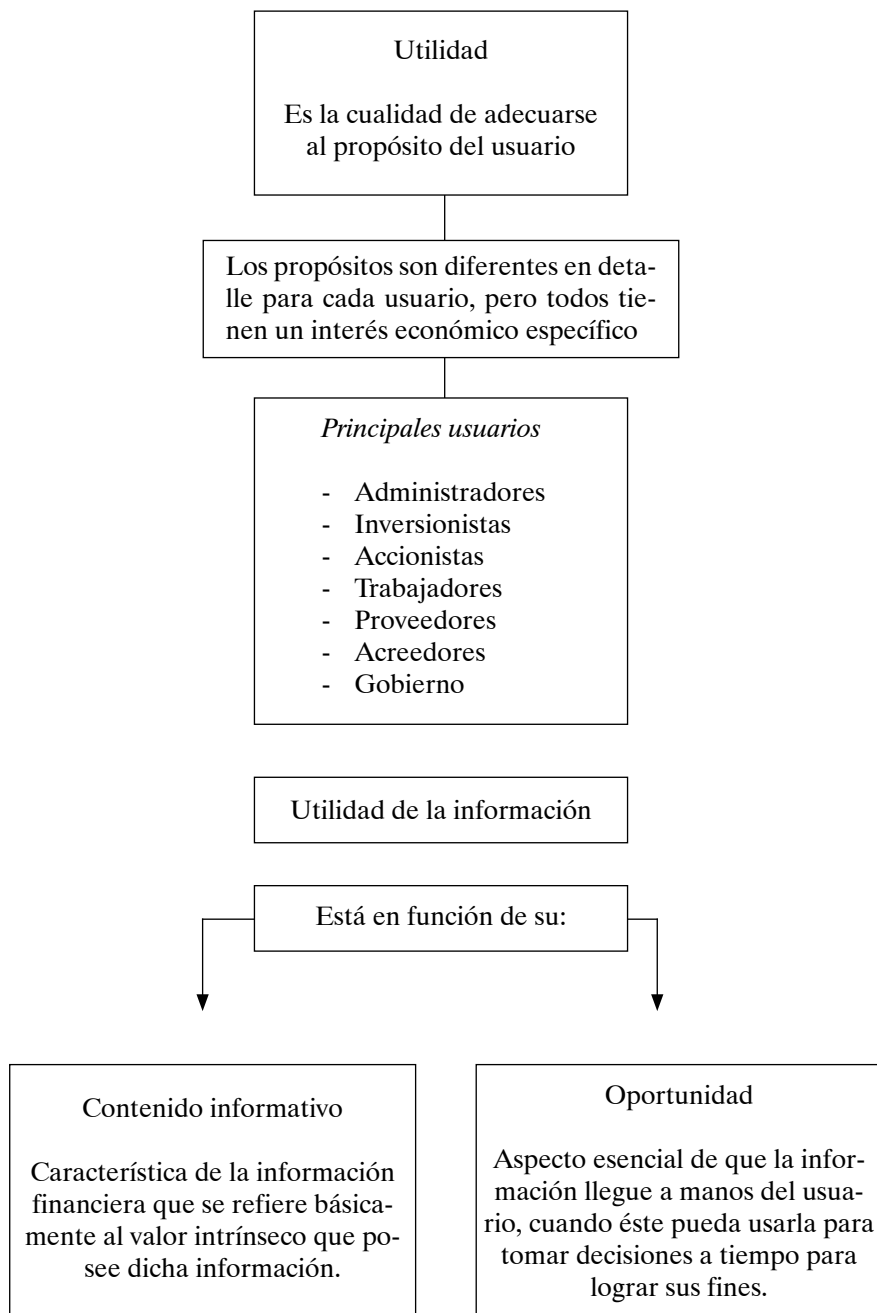 Utilidad
Es la cualidad de adecuarse
al propósito del usuario
Los propósitos son diferentes en deta-
lle para cada usuario, pero todos tie-
nen un interés económico específico
Principales usuarios
- Administradores
- Inversionistas
- Accionistas
- Trabajadores
- Proveedores
- Acreedores
- Gobierno
Utilidad de la información
Está en función de su:
Contenido informativo
Característica de la información
financiera que se refiere básica-
mente al valor intrínseco que po-
see dicha información.
Oportunidad
Aspecto esencial de que la infor-
mación llegue a manos del usua-
rio, cuando éste pueda usarla para
tomar decisiones a tiempo para
lograr sus fines.